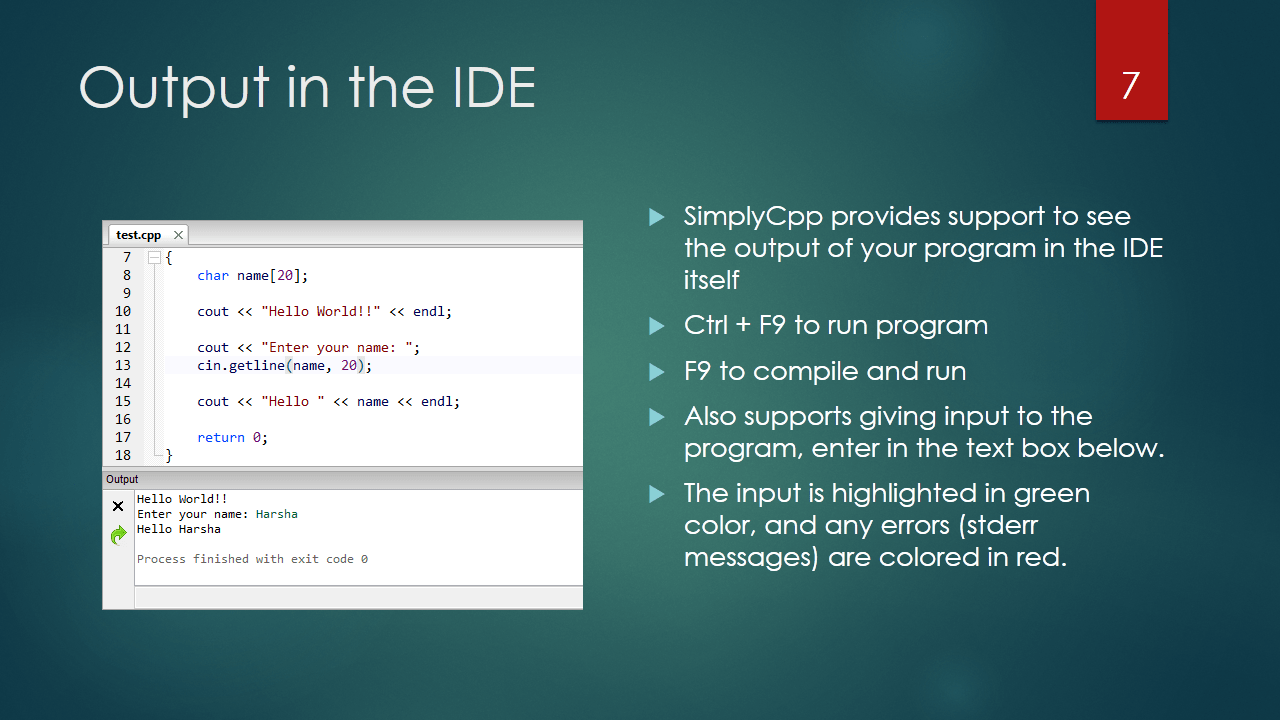 Output in the IDE
7
test.cpp
7 {
8 char name[20];
9
10 cout << "Hello World!!" << endl;
11
12 cout << "Enter your name: ";
13 cin.getline(name, 20);
14
15 cout << "Hello " << name << endl;
16
17 return 0;
18 }
Output
Hello World!!
Enter your name: Harsha
Hello Harsha
Process finished with exit code 0
SimplyCpp provides support to see
the output of your program in the IDE
itself
Ctrl + F9 to run program
F9 to compile and run
Also supports giving input to the
program, enter in the text box below.
The input is highlighted in green
color, and any errors (stderr
messages) are colored in red.